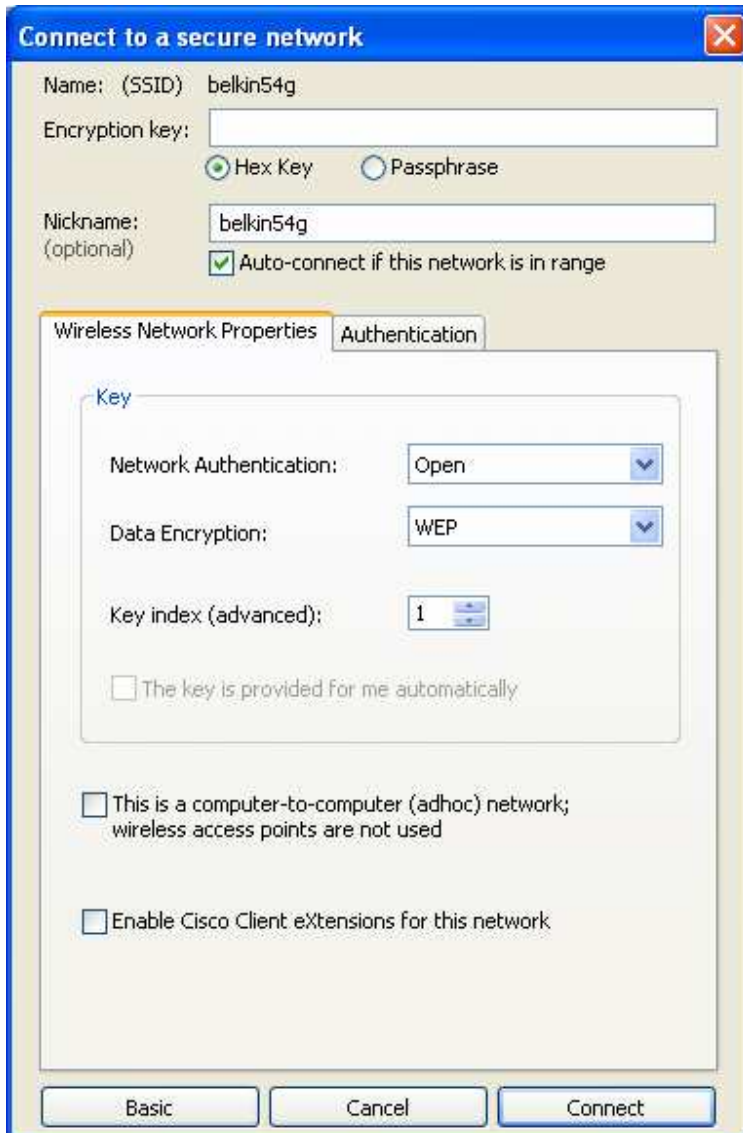 Connect to a secure network
Name: (SSID) belkin54g
Encryption key:
Hex Key Passphrase
Nickname: belkin54g
(optional)
Auto-connect if this network is in range
Wireless Network Properties Authentication
Key
Network Authentication: Open
Data Encryption: WEP
Key index (advanced): 1
The key is provided for me automatically
This is a computer-to-computer (adhoc) network;
wireless access points are not used
Enable Cisco Client eXtensions for this network
Basic Cancel Connect